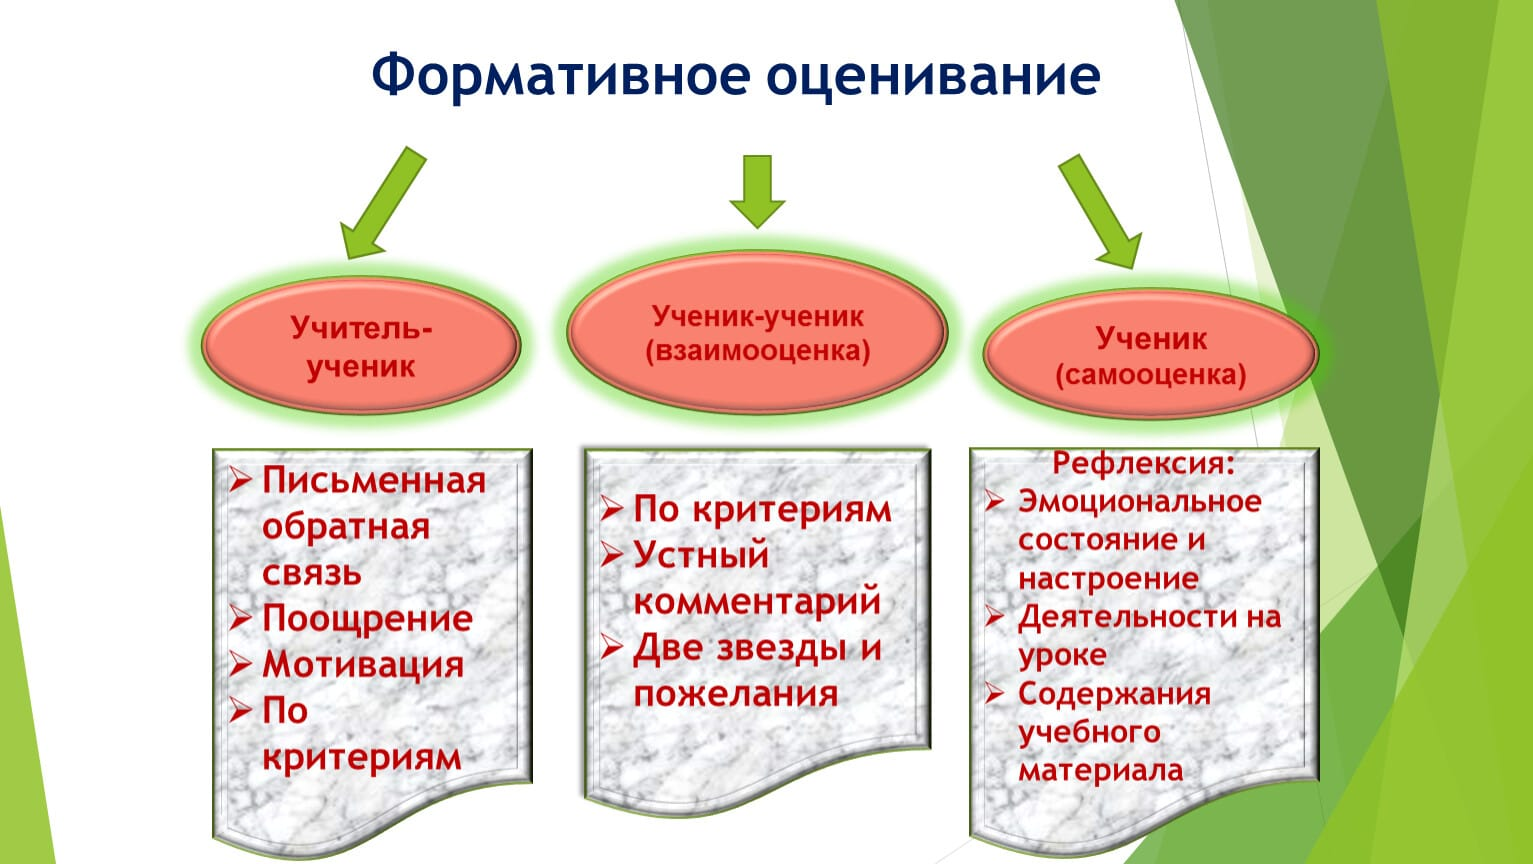 Формативное оценивание
Учитель-
ученик
Ученик-ученик
(взаимооценка)
Ученик
(самооценка)
Письменная
обратная
связь
Поощрение
Мотивация
По
критериям
По критериям
Устный
комментарий
Две звезды и
пожелания
Рефлексия:
Эмоциональное
состояние и
настроение
Деятельности на
уроке
Содержания
учебного
материала